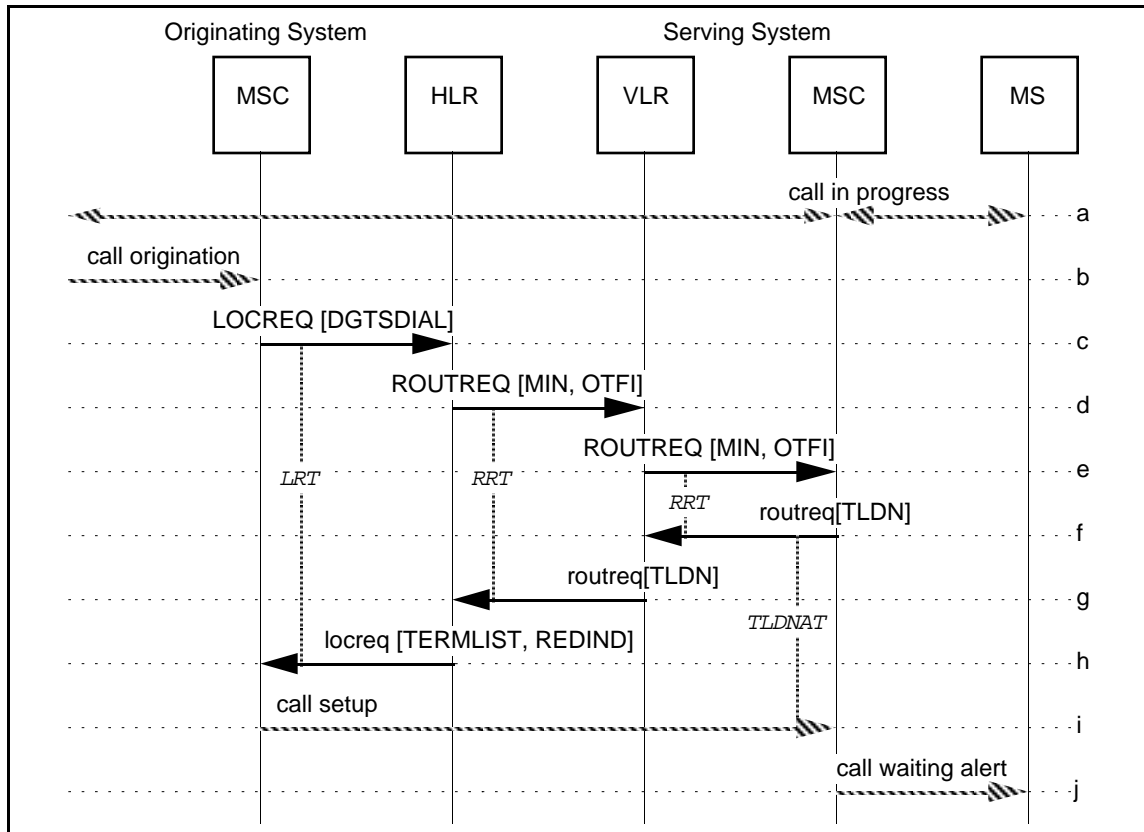 Originating System Serving System
MSC HLR VLR MSC MS
call in progress
a
call origination
b
LOCREQ [DGTSDIAL]
c
ROUTREQ [MIN, OTFI]
d
ROUTREQ [MIN, OTFI]
e
LRT RRT RRT
routreq[TLDN]
f
routreq[TLDN]
g
TLDNAT
locreq [TERMLIST, REDIND]
h
call setup
i
call waiting alert
j